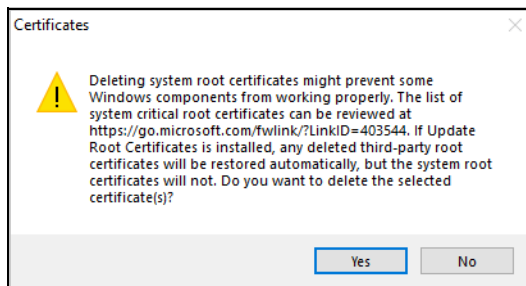 Certificates
Deleting system root certificates might prevent some
Windows components from working properly. The list of
system critical root certificates can be reviewed at
https://go.microsoft.com/fwlink/?LinkID=403544. If Update
Root Certificates is installed, any deleted third-party root
certificates will be restored automatically, but the system root
certificates will not. Do you want to delete the selected
certificate(s)?
Yes
No